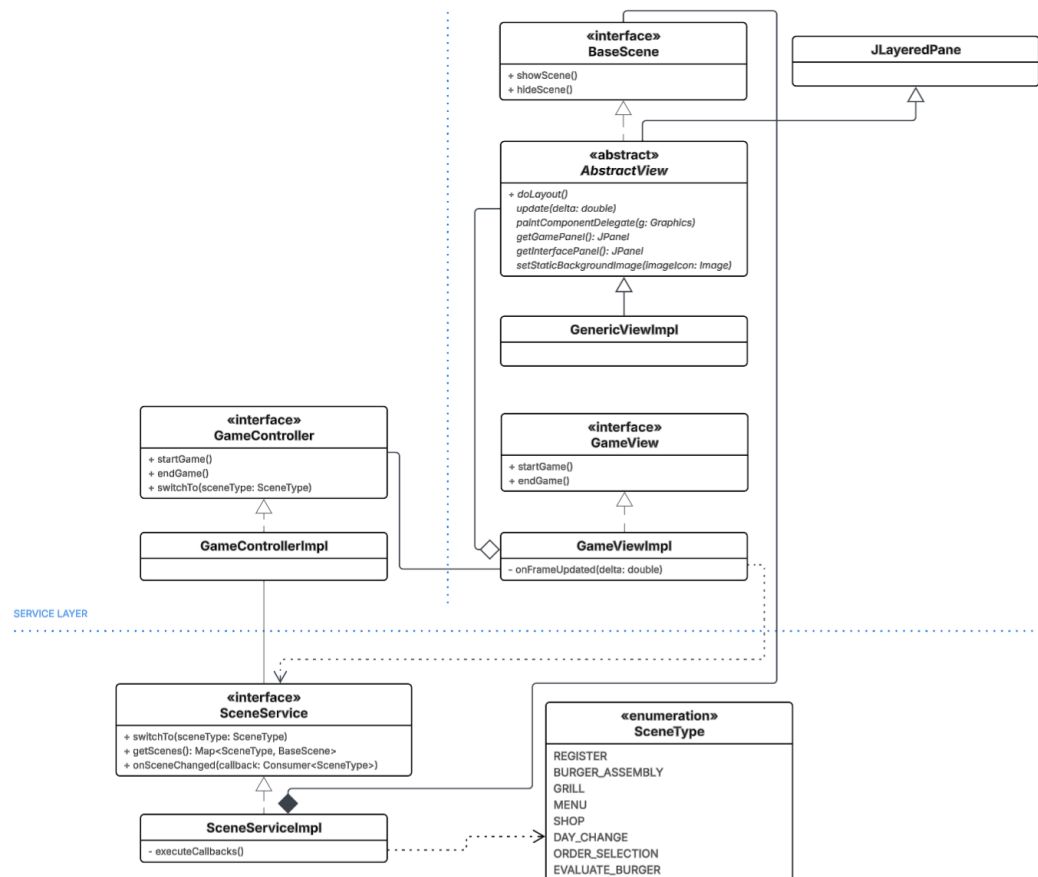 «interface»
BaseScene
+ showScene()
+ hideScene()
JLayeredPane
«abstract»
AbstractView
+ doLayout()
update(delta: double)
paintComponentDelegate(g: Graphics)
getGamePanel(): JPanel
getInterfacePanel(): JPanel
setStaticBackgroundImage(imageIcon: Image)
GenericViewImpl
«interface»
GameController
+ startGame()
+ endGame()
+ switchTo(sceneType: SceneType)
«interface»
GameView
+ startGame()
+ endGame()
GameControllerImpl
GameViewImpl
- onFrameUpdated(delta: double)
SERVICE LAYER
«interface»
SceneService
+ switchTo(sceneType: SceneType)
+ getScenes(): Map<SceneType, BaseScene>
+ onSceneChanged(callback: Consumer<SceneType>)
«enumeration»
SceneType
REGISTER
BURGER_ASSEMBLY
GRILL
MENU
SHOP
DAY_CHANGE
ORDER_SELECTION
EVALUATE_BURGER
SceneServiceImpl
- executeCallbacks()